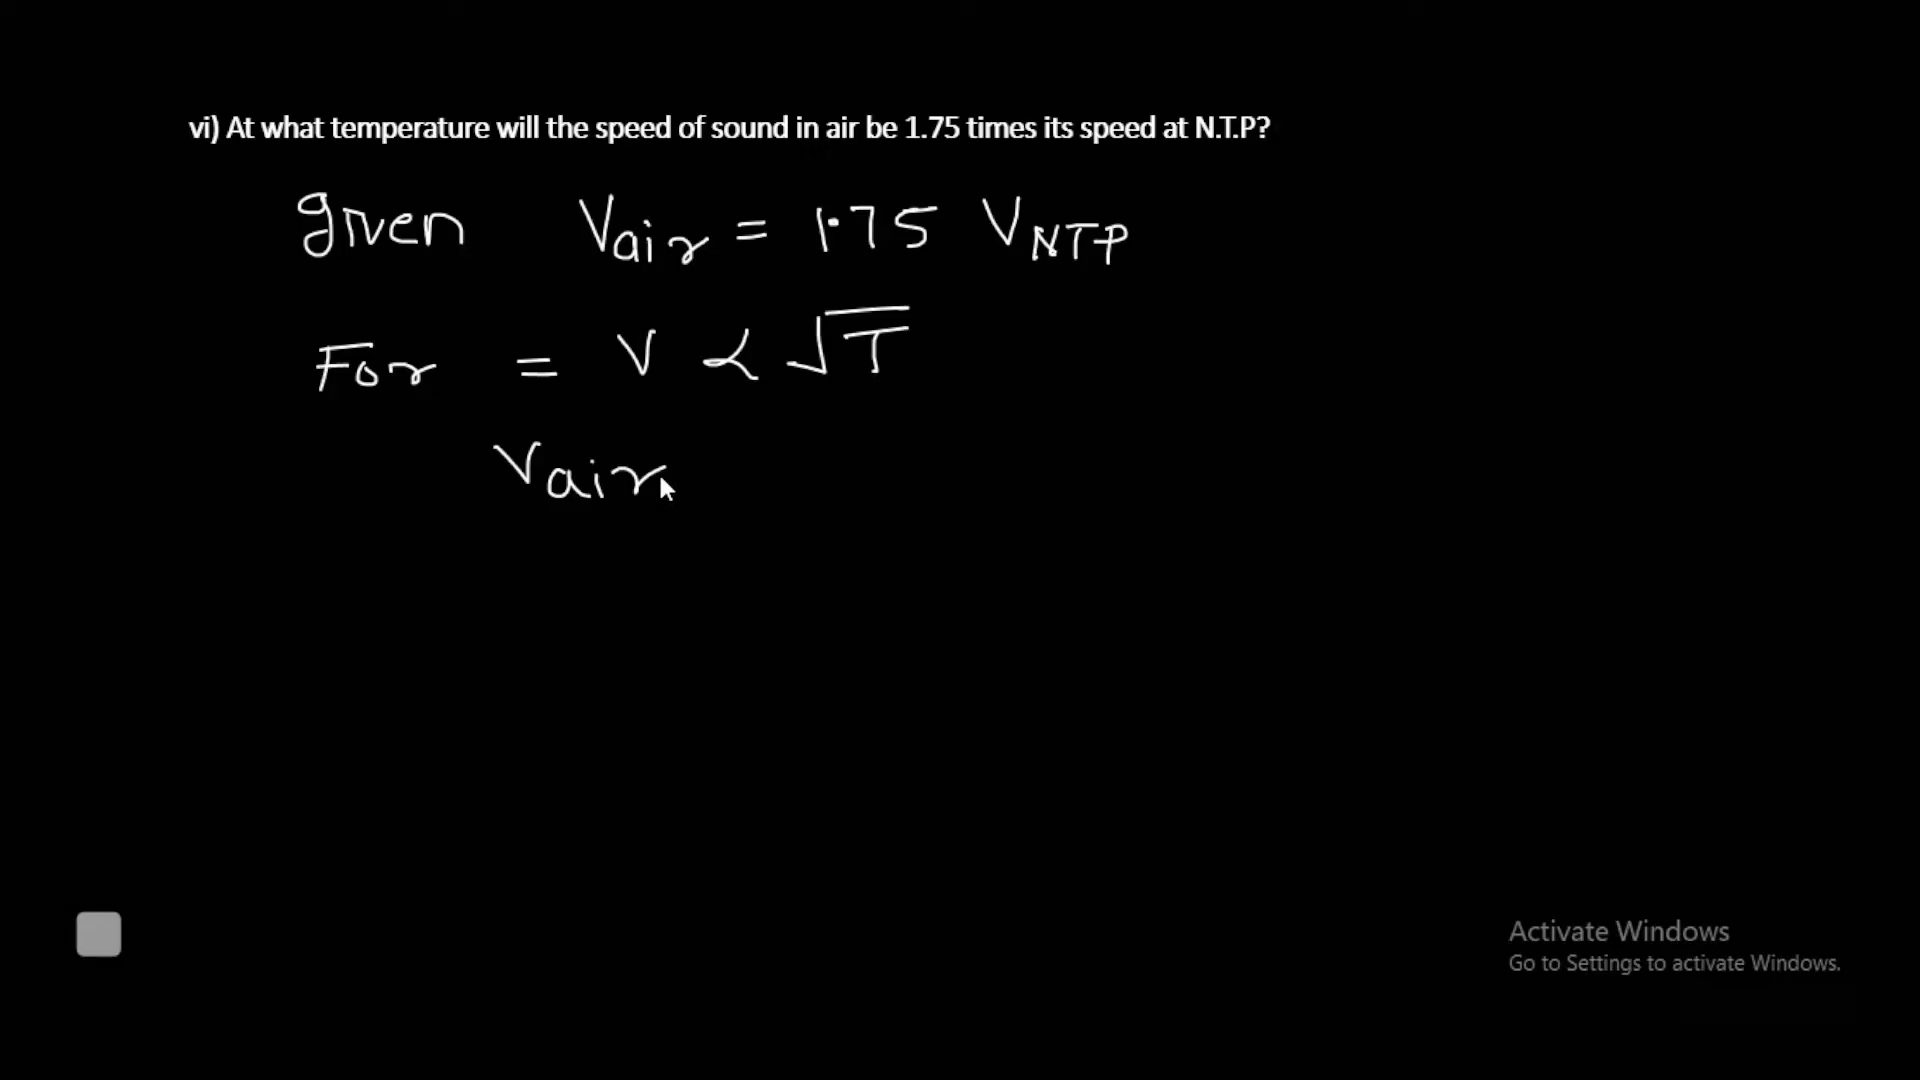 vi) At what temperature will the speed of sound in air be 1.75 times its speed at N.T.P?
Given Vair = 1.75 VNTP
For = V ∝ √T
Vair
Activate Windows
Go to Settings to activate Windows.